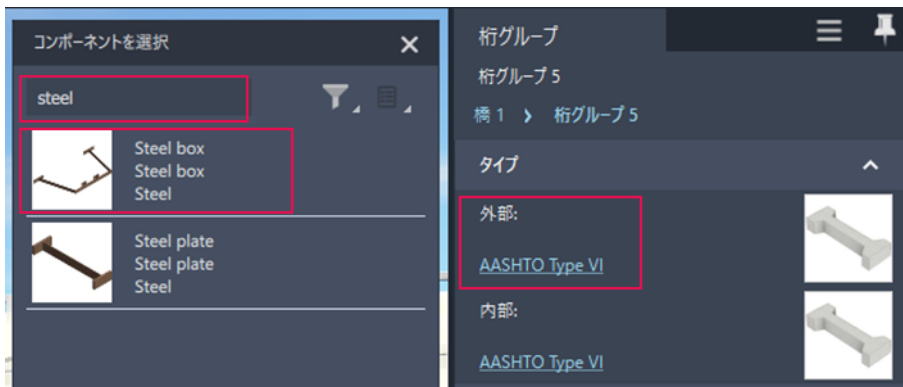 コンポーネントを選択
steel
Steel box
Steel box
Steel
Steel plate
Steel plate
Steel
桁グループ
桁グループ 5
橋 1 › 桁グループ 5
タイプ
外部:
AASHTO Type VI
内部:
AASHTO Type VI